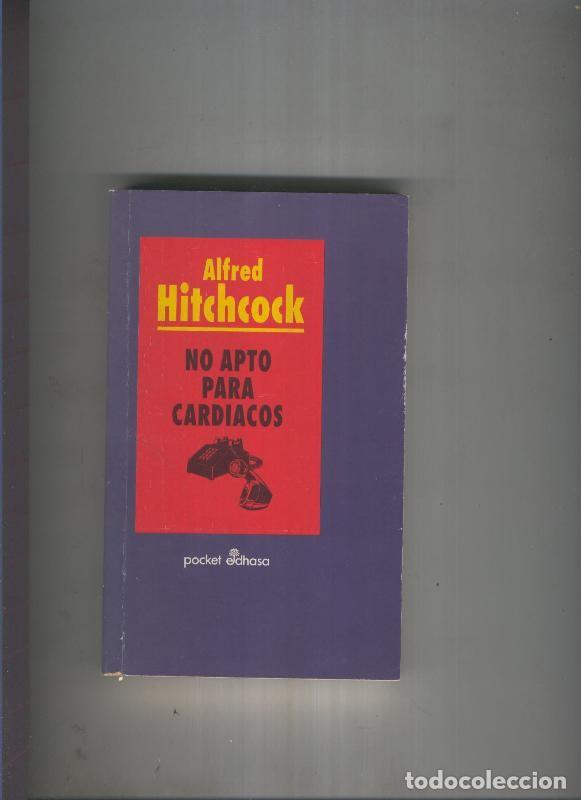 Alfred
Hitchcock
NO APTO
PARA
CARDIACOS
pocket edhasa
todocoleccion